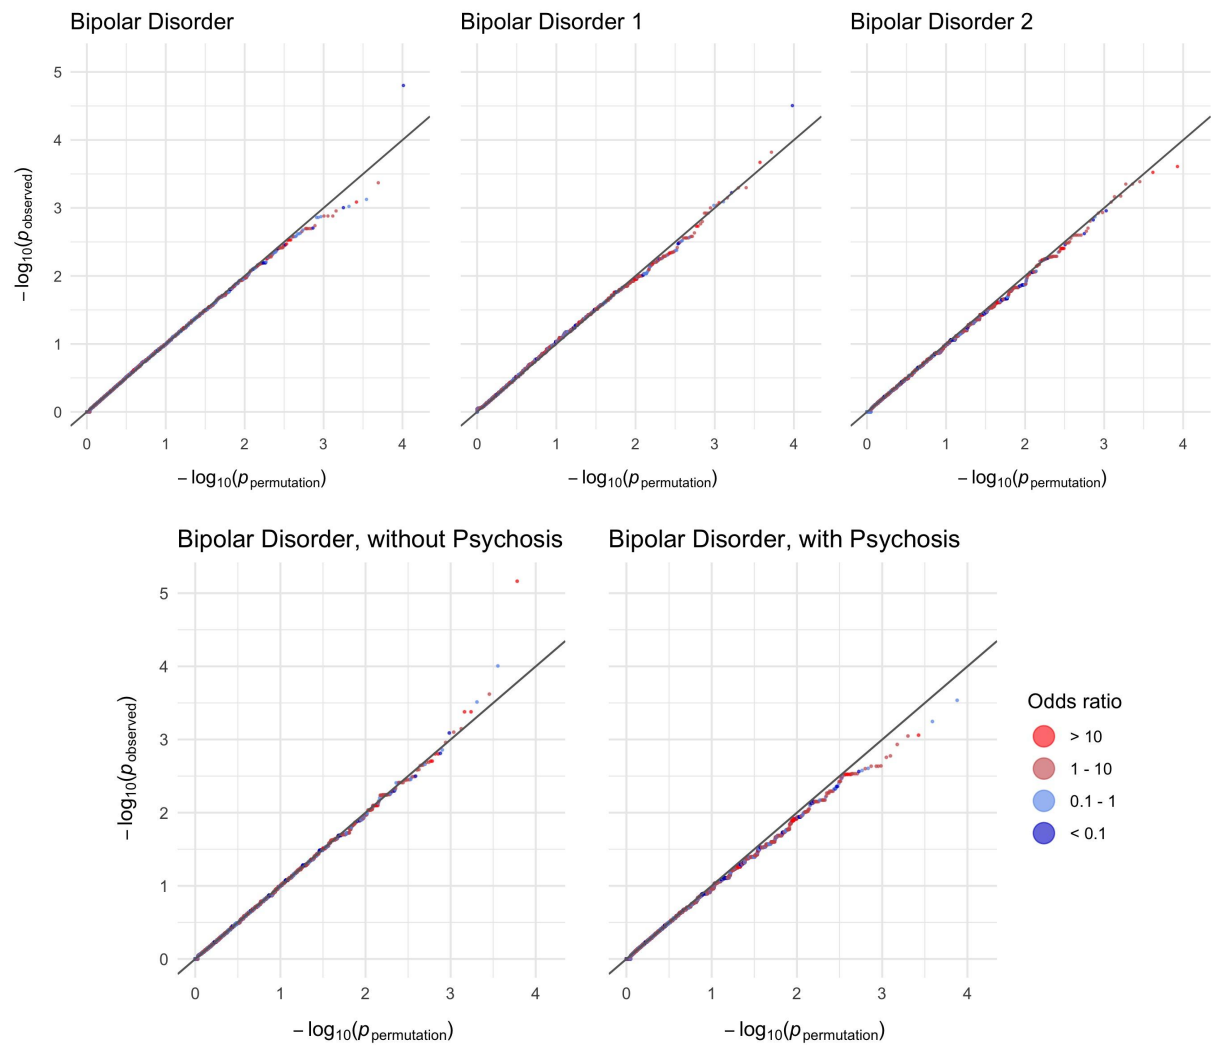 Bipolar Disorder
Bipolar Disorder 1
Bipolar Disorder 2
5
4
3
2
1
0
− log10(pobserved)
0 1 2 3 4
0 1 2 3 4
0 1 2 3 4
− log10(ppermutation)
− log10(ppermutation)
− log10(ppermutation)
Bipolar Disorder, without Psychosis
Bipolar Disorder, with Psychosis
5
4
3
2
1
0
− log10(pobserved)
0 1 2 3 4
0 1 2 3 4
− log10(ppermutation)
− log10(ppermutation)
Odds ratio
> 10
1 - 10
0.1 - 1
< 0.1